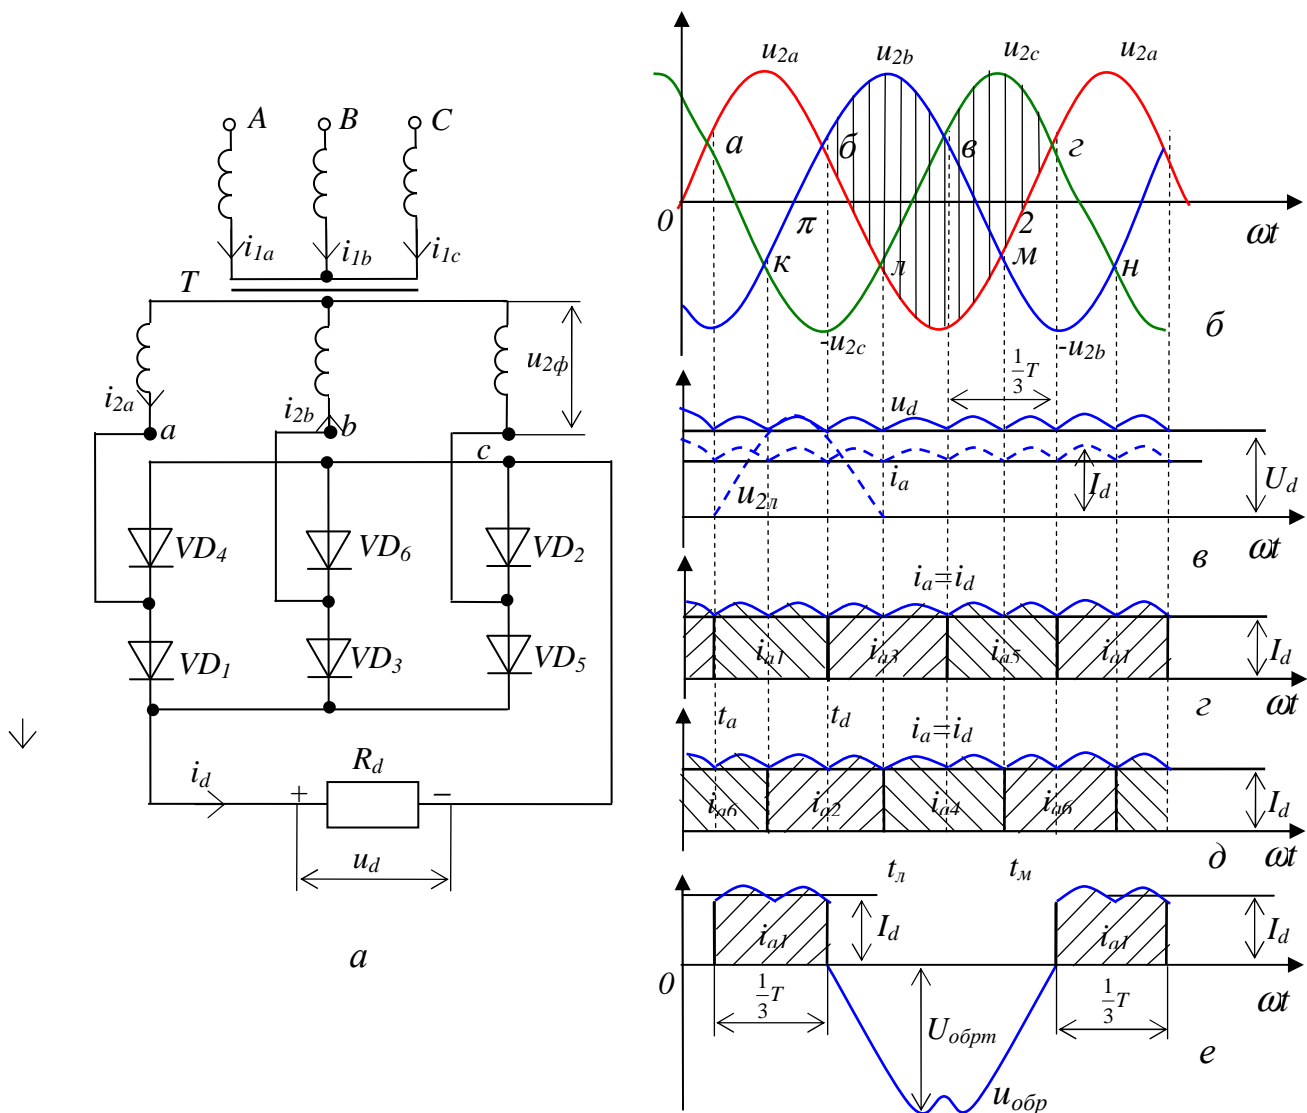 A B C
i1a i1b i1c
T
u2ф
i2a i2b
a b c
VD4 VD6 VD2
VD1 VD3 VD5
id Rd
+ −
ud
а
u2a u2b u2c u2a
а б в г
0 π 2 ωt
к л м н
-u2c -u2b
б
1/3T
ud
ia
u2л
Id Ud
в ωt
ia=id
ia1 ia3 ia5 ia1 Id
г ωt
ta td
ia=id
ia6 ia2 ia4 ia6 Id
д ωt
tл tм
ia1 Id ia1 Id
0 ωt
1/3T 1/3T
Uобрm
uобр
е